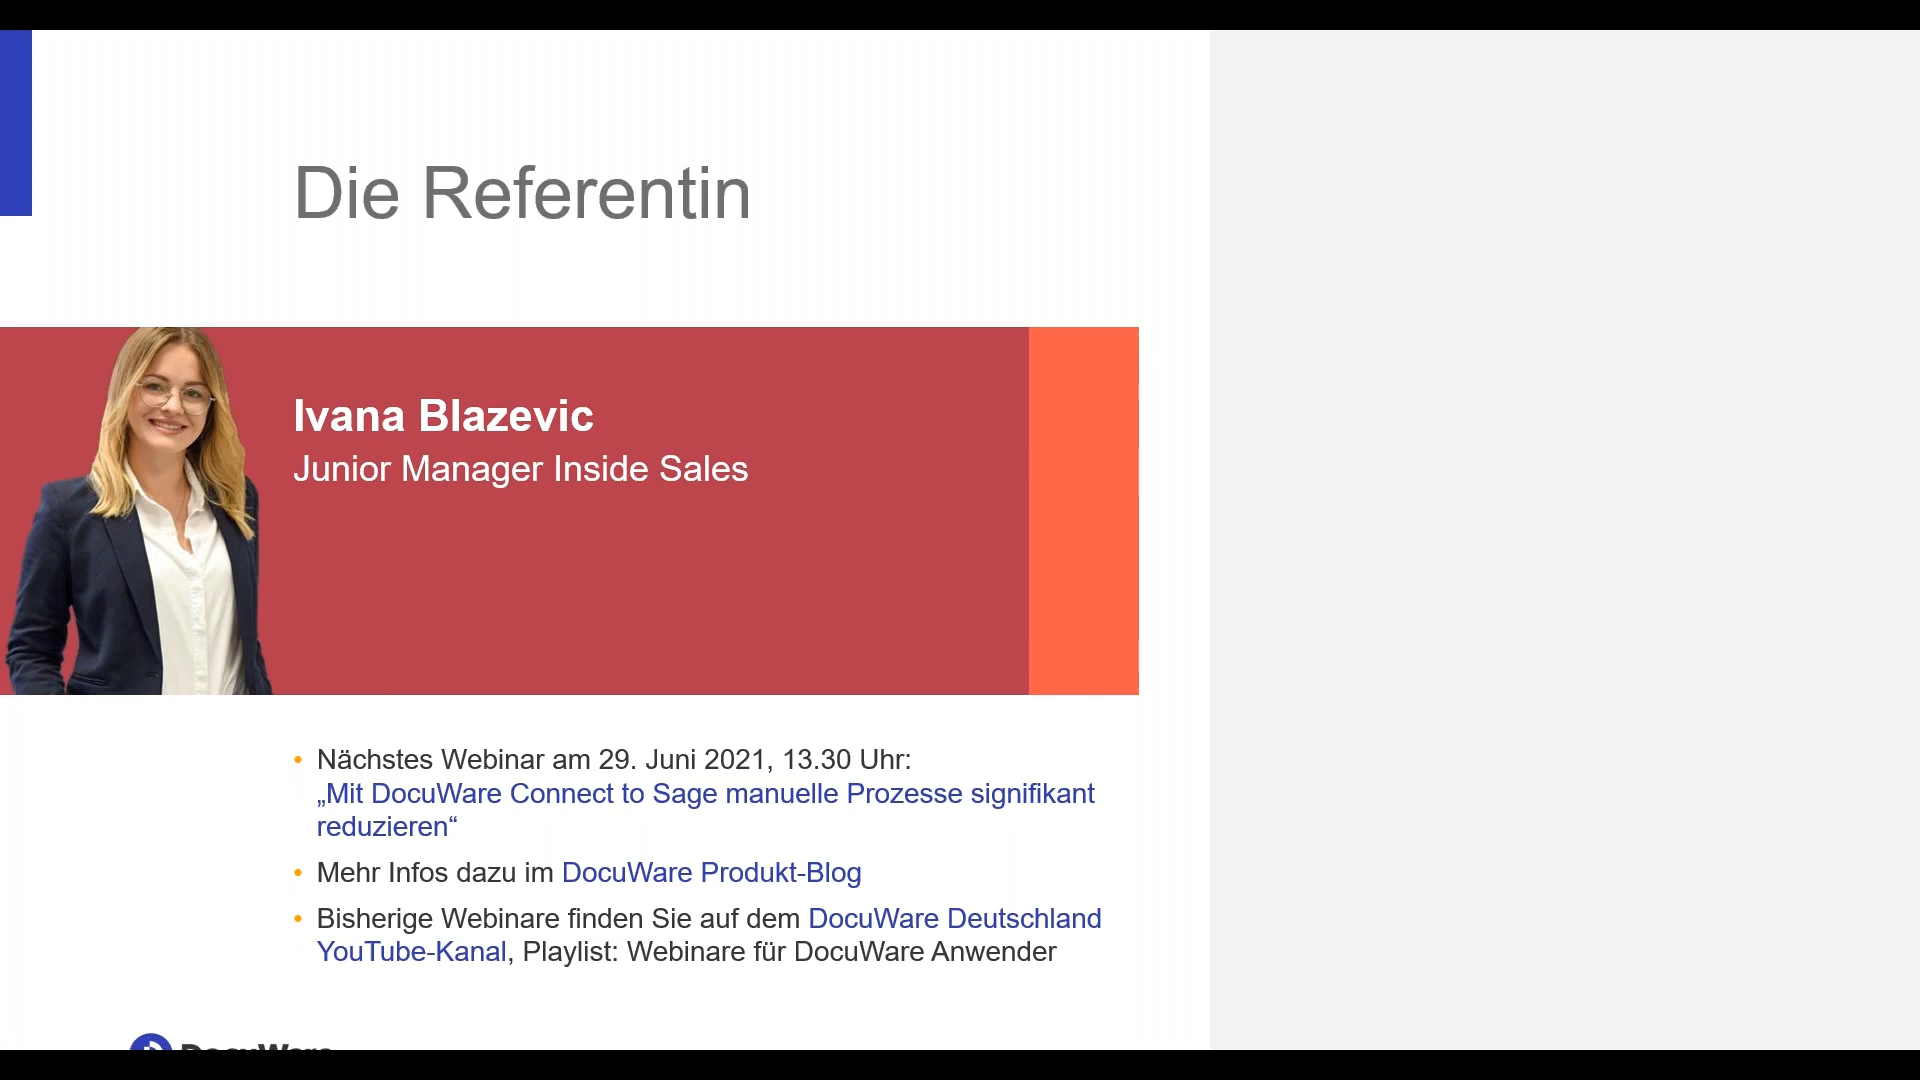 Die Referentin
Ivana Blazevic
Junior Manager Inside Sales
• Nächstes Webinar am 29. Juni 2021, 13.30 Uhr:
„Mit DocuWare Connect to Sage manuelle Prozesse signifikant
reduzieren“
• Mehr Infos dazu im DocuWare Produkt-Blog
• Bisherige Webinare finden Sie auf dem DocuWare Deutschland
YouTube-Kanal, Playlist: Webinare für DocuWare Anwender
DocuWare